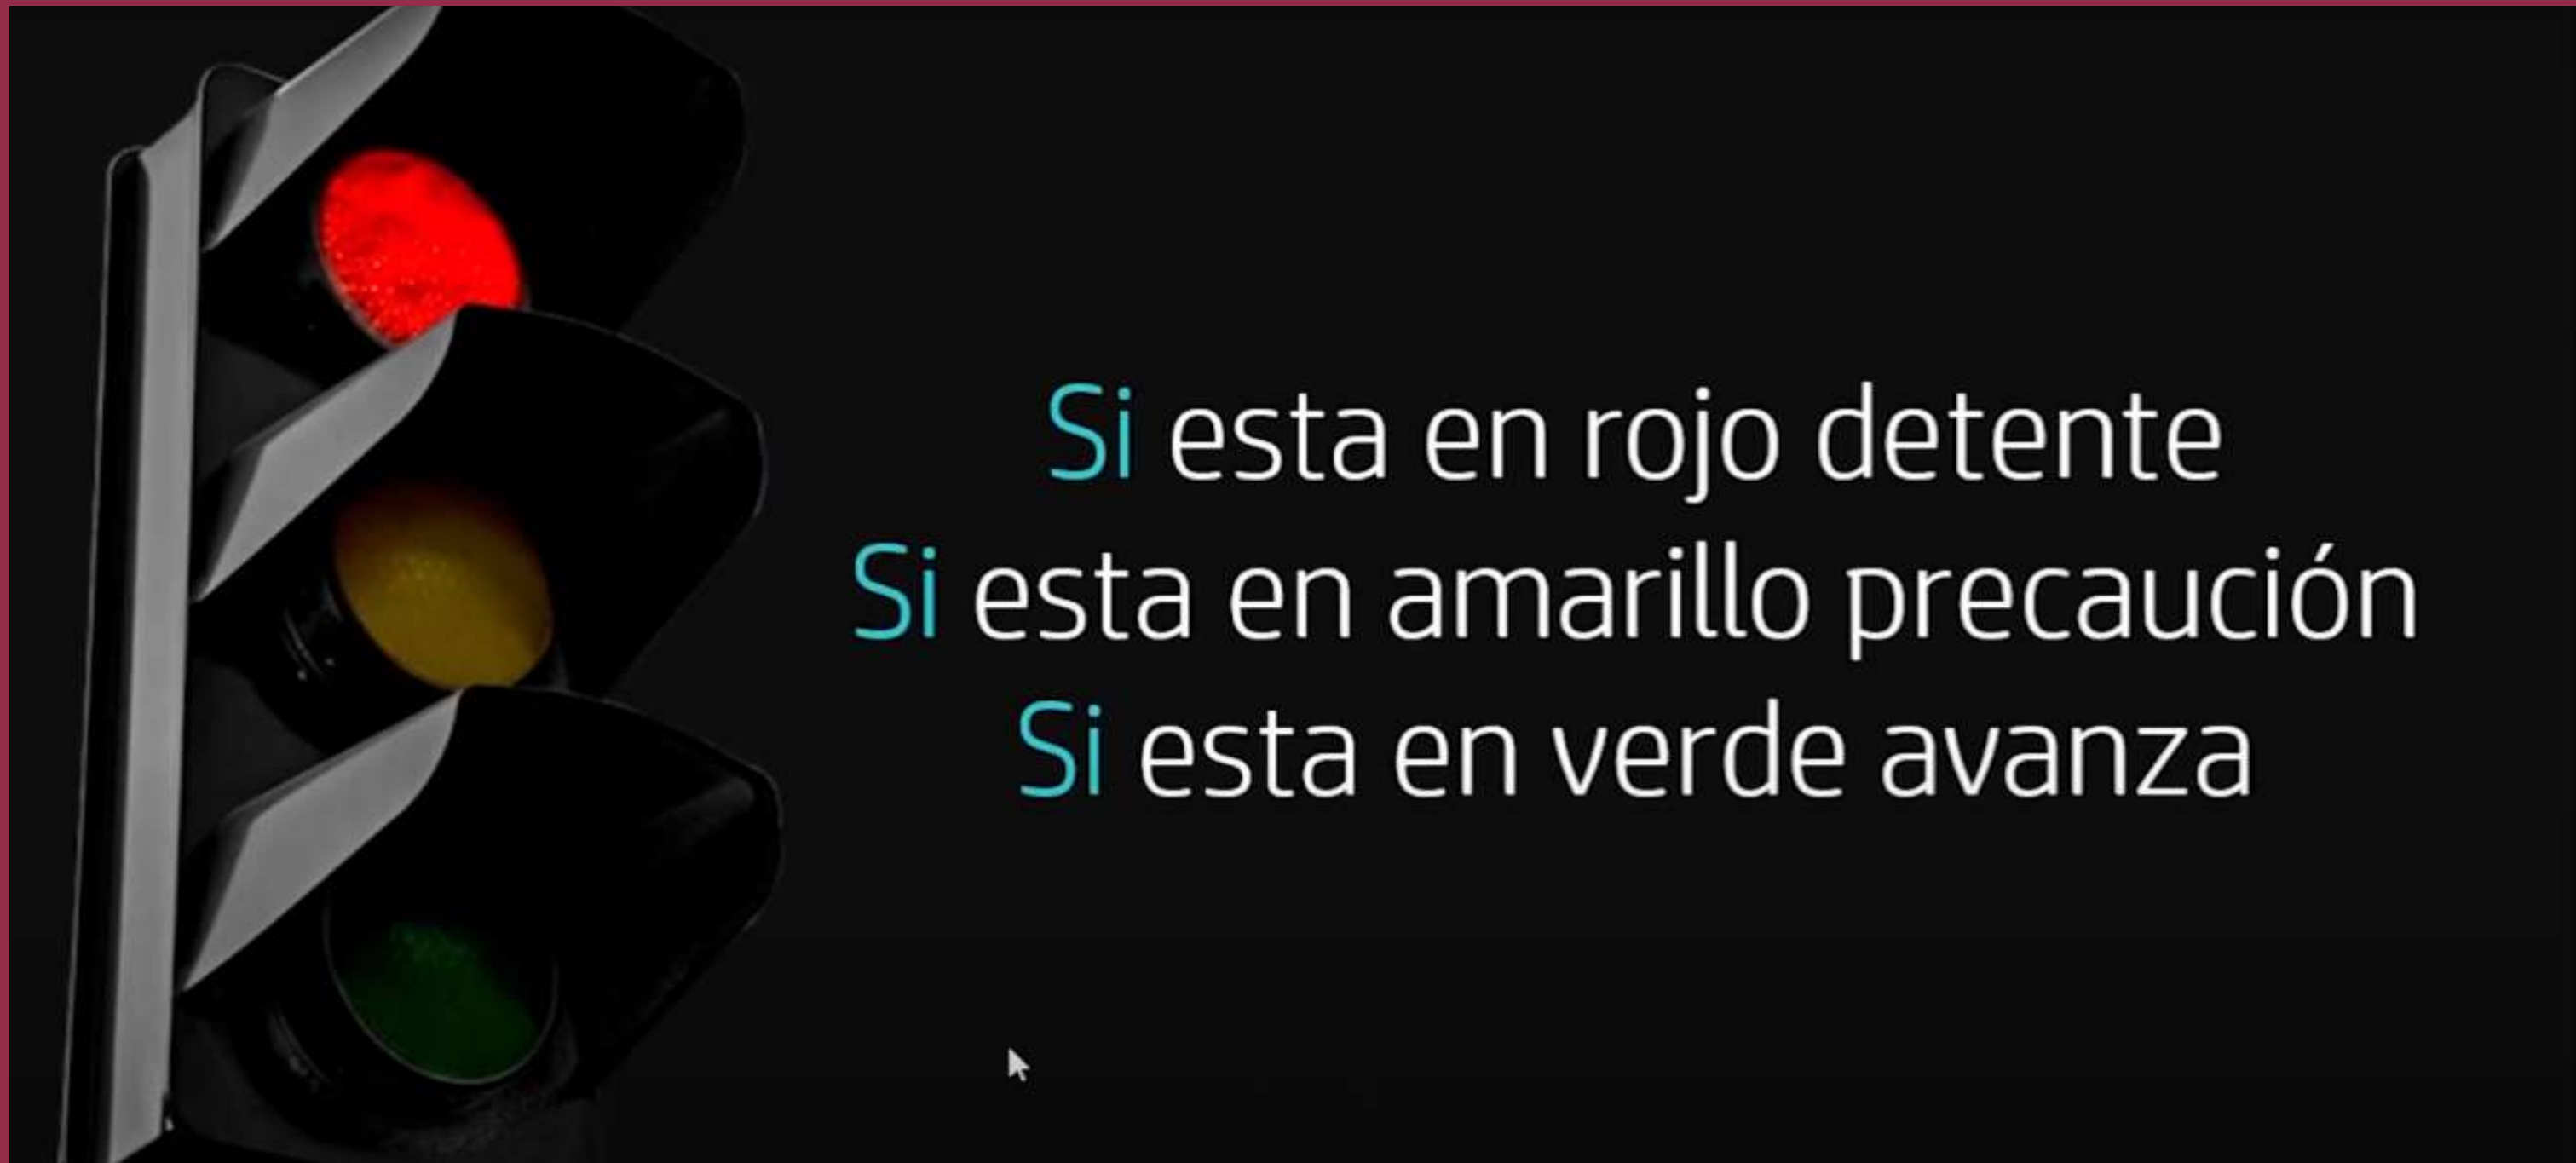 Si esta en rojo detente
Si esta en amarillo precaución
Si esta en verde avanza